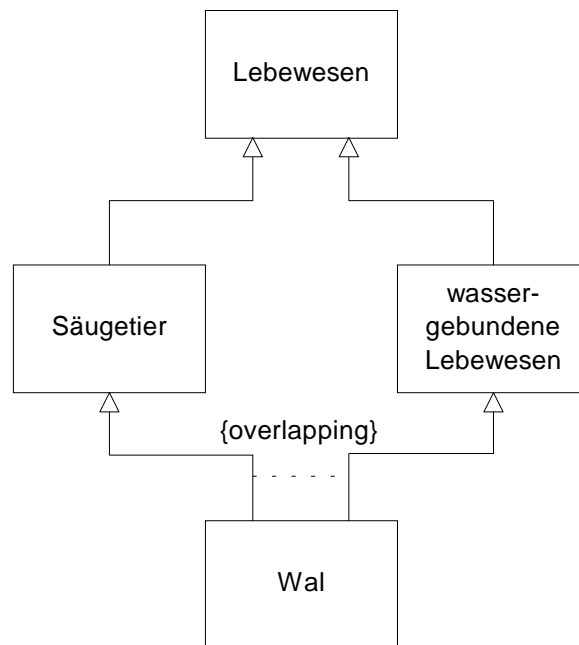 Lebewesen
Säugetier
wasser-
gebundene
Lebewesen
{overlapping}
Wal